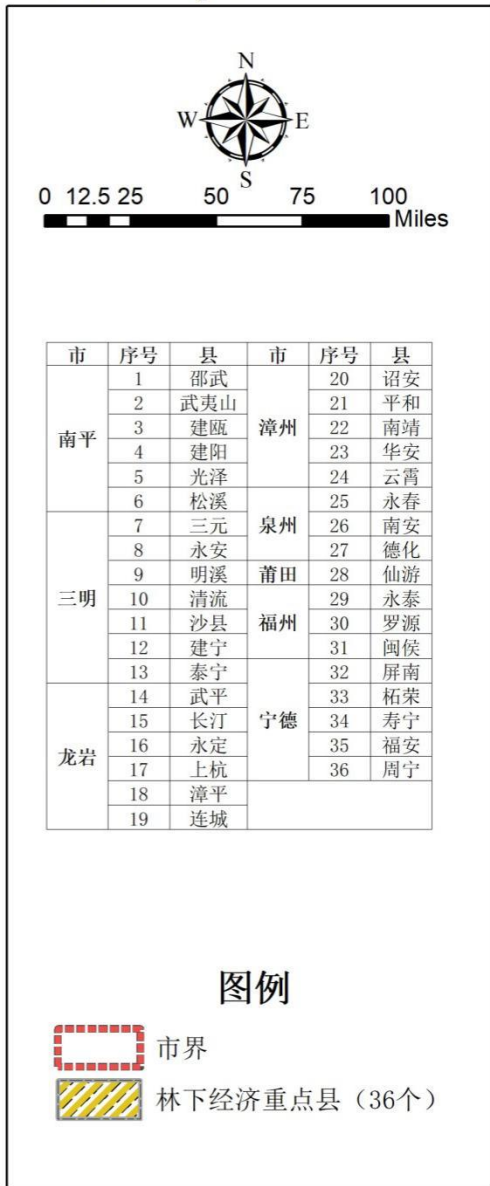 N
W E
S
0 12.5 25 50 75 100
Miles
市 序号 县 市 序号 县
南平 1 邵武 漳州 20 诏安
2 武夷山 21 平和
3 建瓯 22 南靖
4 建阳 23 华安
5 光泽 24 云霄
6 松溪 泉州 25 永春
三明 7 三元 26 南安
8 永安 27 德化
9 明溪 莆田 28 仙游
10 清流 福州 29 永泰
11 沙县 30 罗源
12 建宁 31 闽侯
13 泰宁 宁德 32 屏南
龙岩 14 武平 33 柘荣
15 长汀 34 寿宁
16 永定 35 福安
17 上杭 36 周宁
18 漳平
19 连城
图例
市界
林下经济重点县（36个）